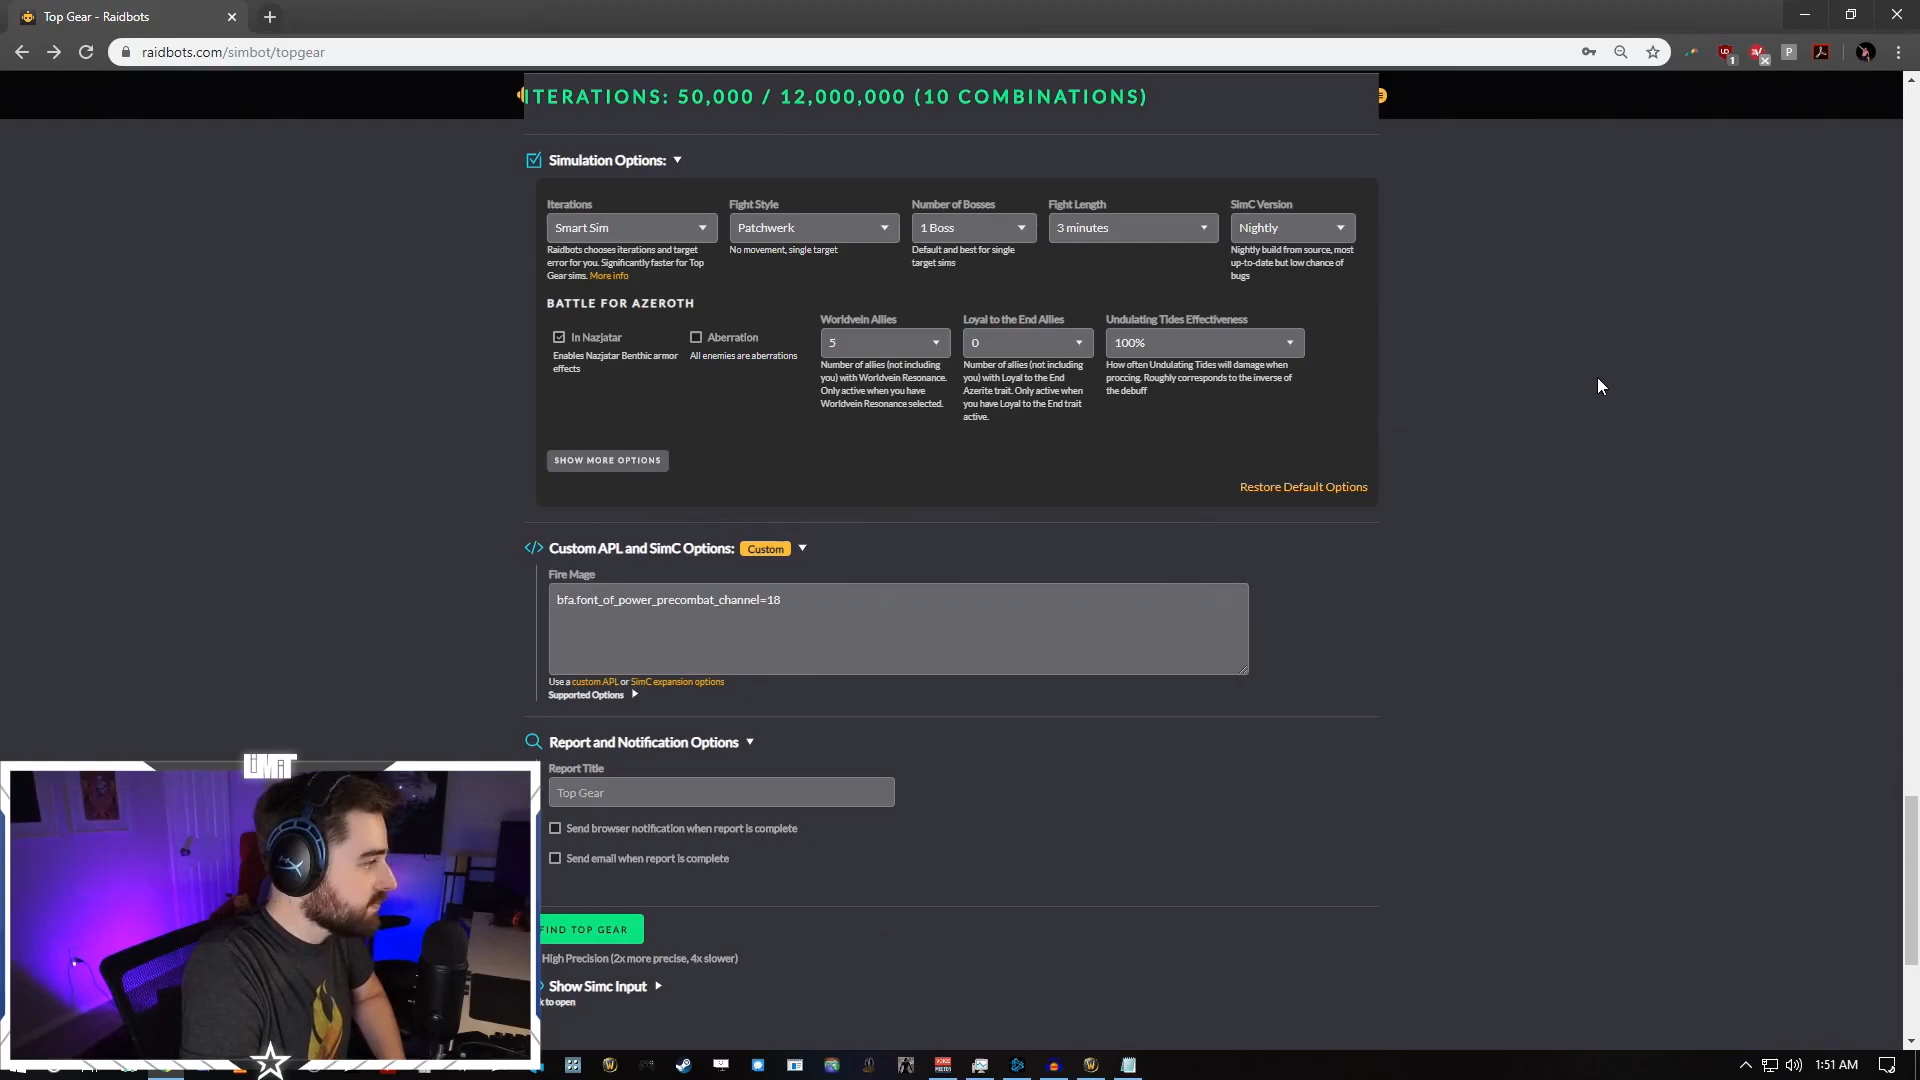 Top Gear - Raidbots
raidbots.com/simbot/topgear
ITERATIONS: 50,000 / 12,000,000 (10 COMBINATIONS)
Simulation Options:
Iterations
Smart Sim
Raidbots chooses iterations and target
error for you. Significantly faster for Top
Gear sims. More info
Fight Style
Patchwerk
No movement, single target
Number of Bosses
1 Boss
Default and best for single
target sims
Fight Length
3 minutes
SimC Version
Nightly
Nightly build from source, most
up-to-date but low chance of
bugs
BATTLE FOR AZEROTH
In Nazjatar
Enables Nazjatar Benthic armor
effects
Aberration
All enemies are aberrations
Worldvein Allies
5
Number of allies (not including
you) with Worldvein Resonance.
Only active when you have
Worldvein Resonance selected.
Loyal to the End Allies
0
Number of allies (not including
you) with Loyal to the End
Azerite trait. Only active when
you have Loyal to the End trait
active.
Undulating Tides Effectiveness
100%
How often Undulating Tides will damage when
proccing. Roughly corresponds to the inverse of
the debuff
SHOW MORE OPTIONS
Restore Default Options
Custom APL and SimC Options: Custom
Fire Mage
bfa.font_of_power_precombat_channel=18
Use a custom APL or SimC expansion options
Supported Options
Report and Notification Options
Report Title
Top Gear
Send browser notification when report is complete
Send email when report is complete
FIND TOP GEAR
High Precision (2x more precise, 4x slower)
Show Simc Input
k to open
LIMIT
1:51 AM